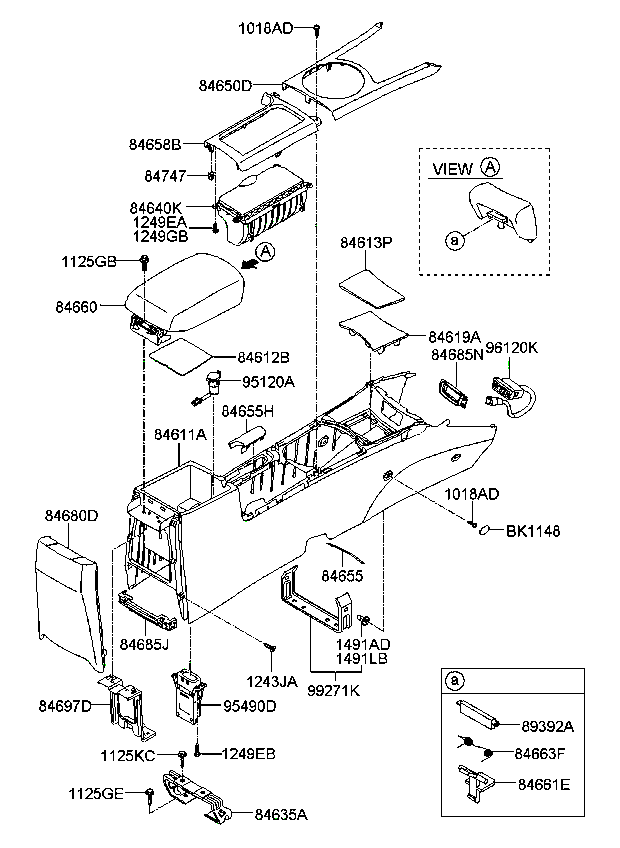 1018AD
84650D
84658B
84747
84640K
1249EA
1249GB
VIEW A
a
A
1125GB
84613P
84660
84619A
84612B
84685N
96120K
95120A
84655H
84611A
1018AD
84680D
BK1148
84655
84685J
1491AD
1491LB
1243JA
99271K
a
84697D
95490D
89392A
1125KC
1249EB
84663F
84661E
1125GE
84635A